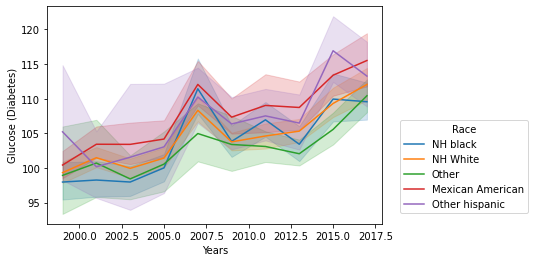 Glucose (Diabetes)
120
115
110
105
100
95
2000.0 2002.5 2005.0 2007.5 2010.0 2012.5 2015.0 2017.5
Years
Race
NH black
NH White
Other
Mexican American
Other hispanic